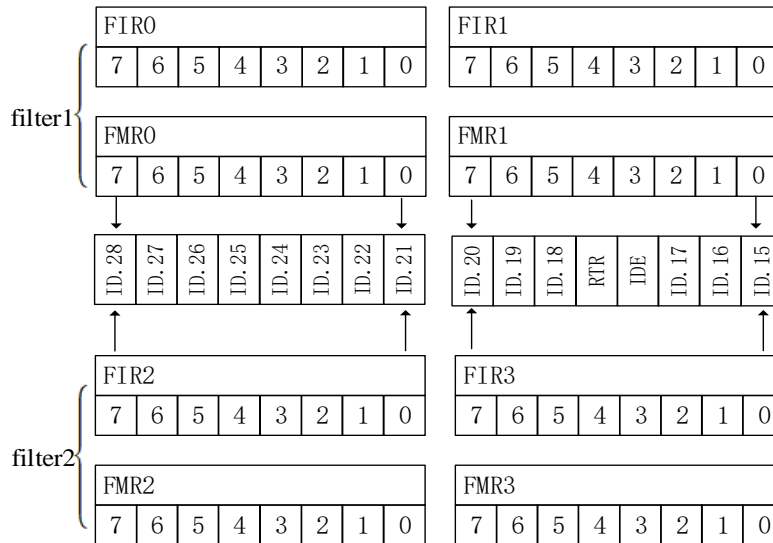 FIR0 FIR1
7 6 5 4 3 2 1 0 7 6 5 4 3 2 1 0
filter1
FMR0 FMR1
7 6 5 4 3 2 1 0 7 6 5 4 3 2 1 0
ID.28 ID.27 ID.26 ID.25 ID.24 ID.23 ID.22 ID.21 ID.20 ID.19 ID.18 RTR IDE ID.17 ID.16 ID.15
FIR2 FIR3
7 6 5 4 3 2 1 0 7 6 5 4 3 2 1 0
filter2
FMR2 FMR3
7 6 5 4 3 2 1 0 7 6 5 4 3 2 1 0